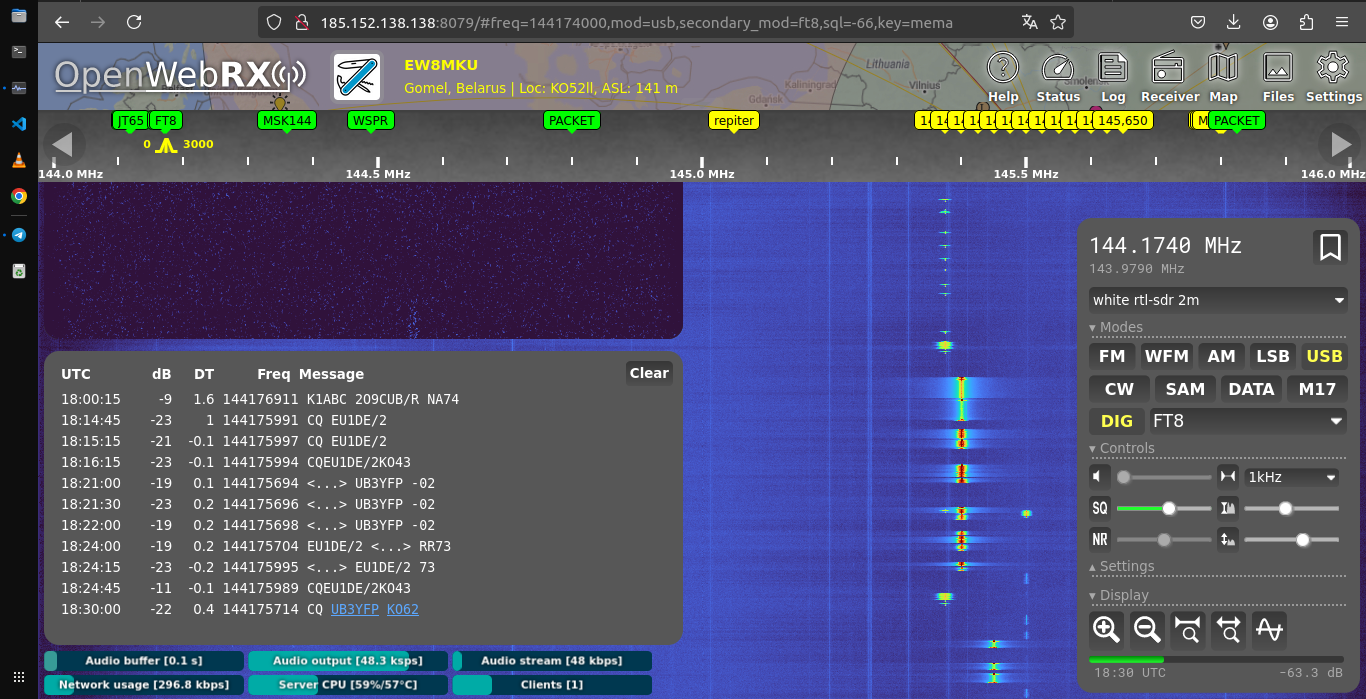 185.152.138.138:8079/#freq=144174000,mod=usb,secondary_mod=ft8,sql=-66,key=mema
OpenWebRX
EW8MKU
Gomel, Belarus | Loc: KO52ll, ASL: 141 m
Lithuania
Vilnius
Kaliningrad
Gdansk
Smolensk
Help Status Log Receiver Map Files Settings
JT65 FT8 MSK144 WSPR PACKET repiter 145,650 PACKET
0 3000
144.0 MHz 144.5 MHz 145.0 MHz 145.5 MHz 146.0 MHz
UTC dB DT Freq Message
Clear
18:00:15 -9 1.6 144176911 K1ABC 2O9CUB/R NA74
18:14:45 -23 1 144175991 CQ EU1DE/2
18:15:15 -21 -0.1 144175997 CQ EU1DE/2
18:16:15 -23 -0.1 144175994 CQEU1DE/2KO43
18:21:00 -19 0.1 144175694 <...> UB3YFP -02
18:21:30 -23 0.2 144175696 <...> UB3YFP -02
18:22:00 -19 0.2 144175698 <...> UB3YFP -02
18:24:00 -19 0.2 144175704 EU1DE/2 <...> RR73
18:24:15 -23 -0.2 144175995 <...> EU1DE/2 73
18:24:45 -11 -0.1 144175989 CQEU1DE/2KO43
18:30:00 -22 0.4 144175714 CQ UB3YFP KO62
Audio buffer [0.1 s] Audio output [48.3 ksps] Audio stream [48 kbps]
Network usage [296.8 kbps] Server CPU [59%/57°C] Clients [1]
144.1740 MHz
143.9790 MHz
white rtl-sdr 2m
▾ Modes
FM WFM AM LSB USB
CW SAM DATA M17
DIG FT8
▾ Controls
1kHz
SQ
NR
▴ Settings
▾ Display
18:30 UTC -63.3 dB